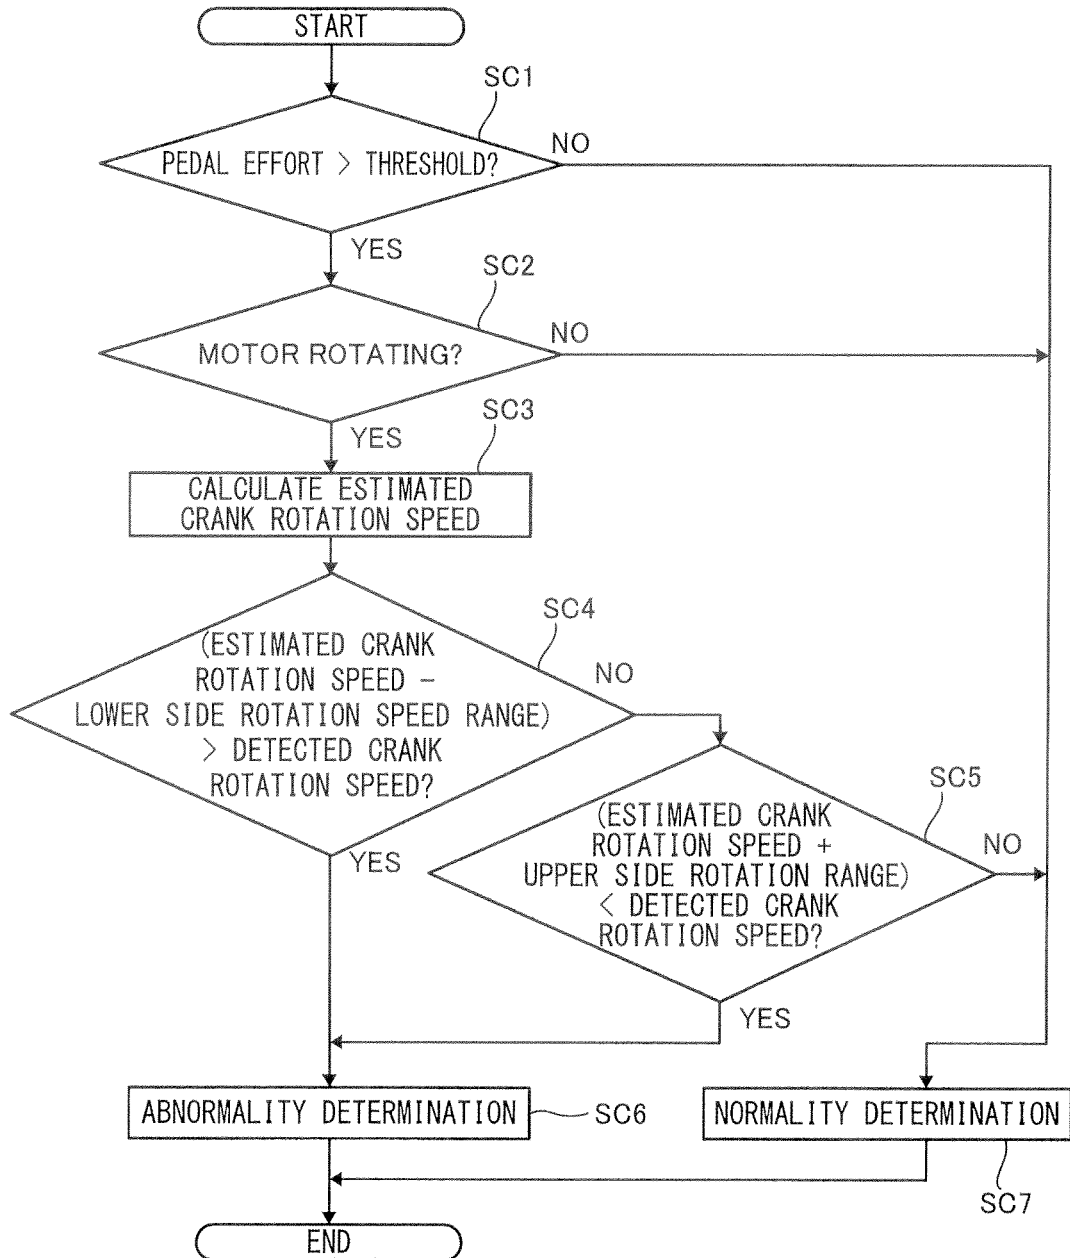 START
SC1
PEDAL EFFORT > THRESHOLD?
NO
YES
SC2
MOTOR ROTATING?
NO
YES
SC3
CALCULATE ESTIMATED
CRANK ROTATION SPEED
SC4
(ESTIMATED CRANK
ROTATION SPEED -
LOWER SIDE ROTATION SPEED RANGE)
> DETECTED CRANK
ROTATION SPEED?
NO
YES
SC5
(ESTIMATED CRANK
ROTATION SPEED +
UPPER SIDE ROTATION RANGE)
< DETECTED CRANK
ROTATION SPEED?
NO
YES
ABNORMALITY DETERMINATION
SC6
NORMALITY DETERMINATION
SC7
END